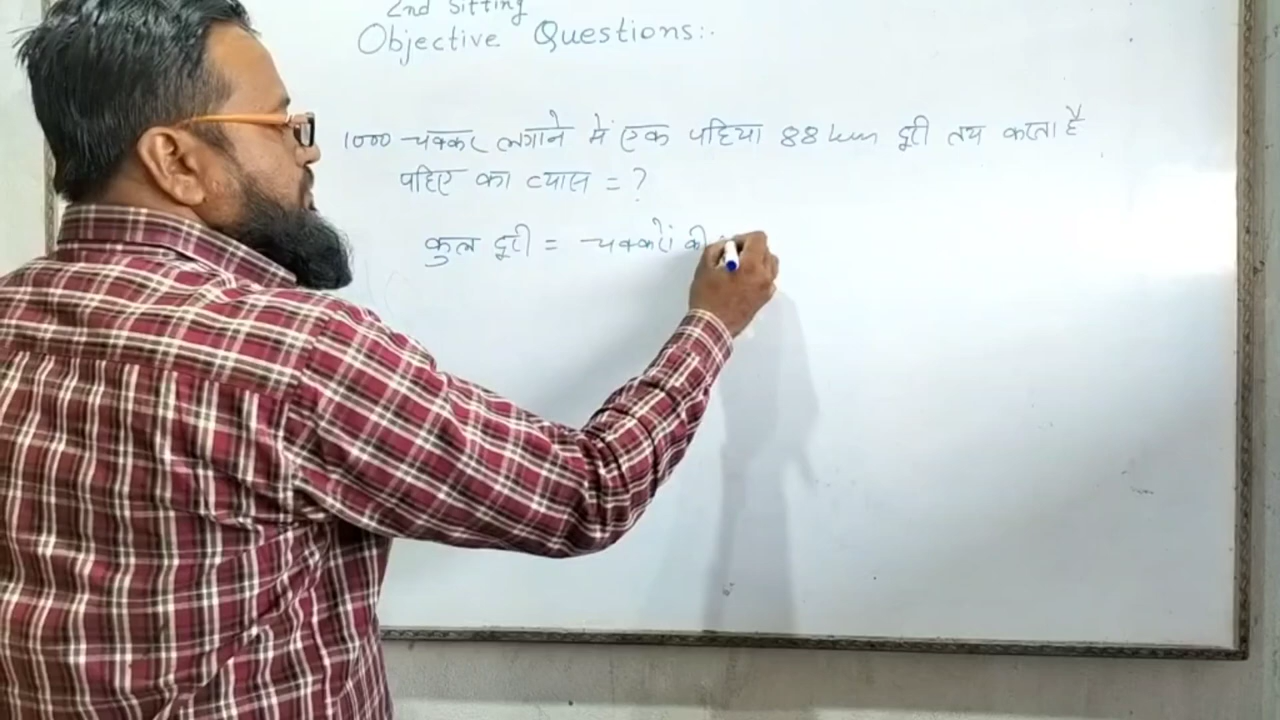 2nd Sitting
Objective Questions:-
1000 चक्कर लगाने में एक पहिया 88 km दूरी तय करता है
पहिए का व्यास = ?
कुल दूरी = चक्करों की